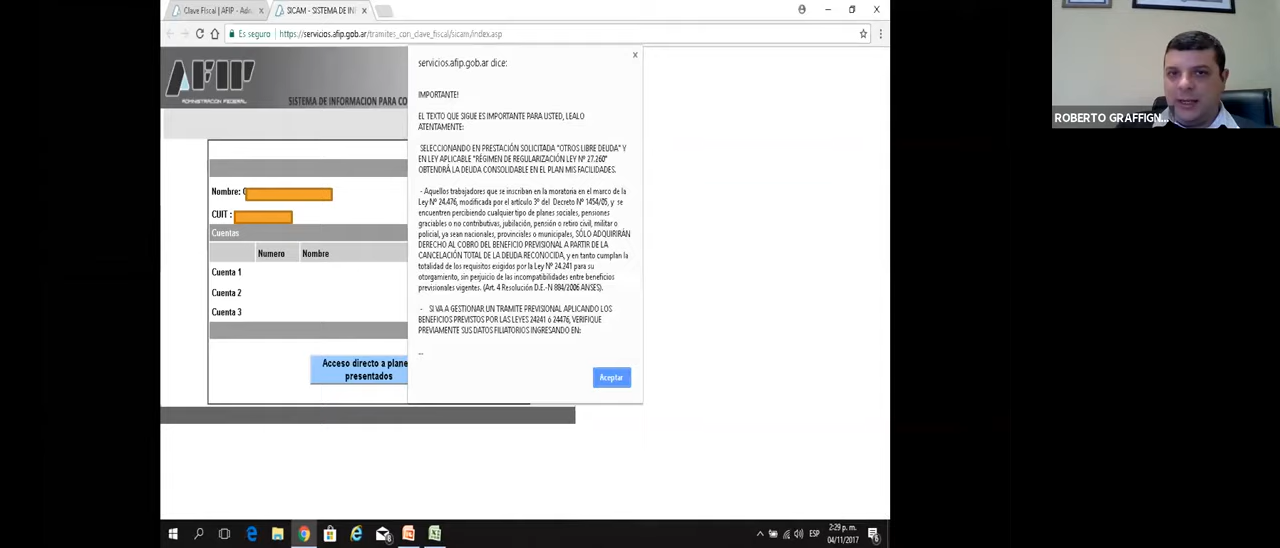 Clave Fiscal | AFIP - Adm
SICAM - SISTEMA DE INF
Es seguro
https://servicios.afip.gob.ar/tramites_con_clave_fiscal/sicam/index.asp
AFIP
ADMINISTRACION FEDERAL
SISTEMA DE INFORMACION PARA CO
Nombre:
CUIT :
Cuentas
Numero Nombre
Cuenta 1
Cuenta 2
Cuenta 3
Acceso directo a plane
presentados
servicios.afip.gob.ar dice:
IMPORTANTE!
EL TEXTO QUE SIGUE ES IMPORTANTE PARA USTED, LEALO
ATENTAMENTE:
SELECCIONANDO EN PRESTACIÓN SOLICITADA "OTROS LIBRE DEUDA" Y
EN LEY APLICABLE "RÉGIMEN DE REGULARIZACIÓN LEY Nº 27.260"
OBTENDRÁ LA DEUDA CONSOLIDABLE EN EL PLAN MIS FACILIDADES.
- Aquellos trabajadores que se inscriban en la moratoria en el marco de la
Ley Nº 24.476, modificada por el artículo 3º del Decreto Nº 1454/05, y se
encuentren percibiendo cualquier tipo de planes sociales, pensiones
graciables o no contributivas, jubilación, pensión o retiro civil, militar o
policial, ya sean nacionales, provinciales o municipales, SÓLO ADQUIRIRÁN
DERECHO AL COBRO DEL BENEFICIO PREVISIONAL A PARTIR DE LA
CANCELACIÓN TOTAL DE LA DEUDA RECONOCIDA, y en tanto cumplan la
totalidad de los requisitos exigidos por la Ley Nº 24.241 para su
otorgamiento, sin perjuicio de las incompatibilidades entre beneficios
previsionales vigentes. (Art. 4 Resolución D.E.-N 884/2006 ANSES).
- SI VA A GESTIONAR UN TRAMITE PREVISIONAL APLICANDO LOS
BENEFICIOS PREVISTOS POR LAS LEYES 24241 ó 24476, VERIFIQUE
PREVIAMENTE SUS DATOS FILIATORIOS INGRESANDO EN:
...
Aceptar
ROBERTO GRAFFIGN...
ESP
2:29 p. m.
04/11/2017